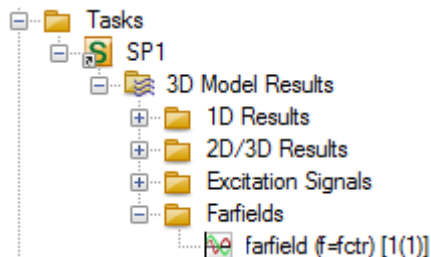 Tasks
SP1
3D Model Results
1D Results
2D/3D Results
Excitation Signals
Farfields
farfield (f=fctr) [1(1)]